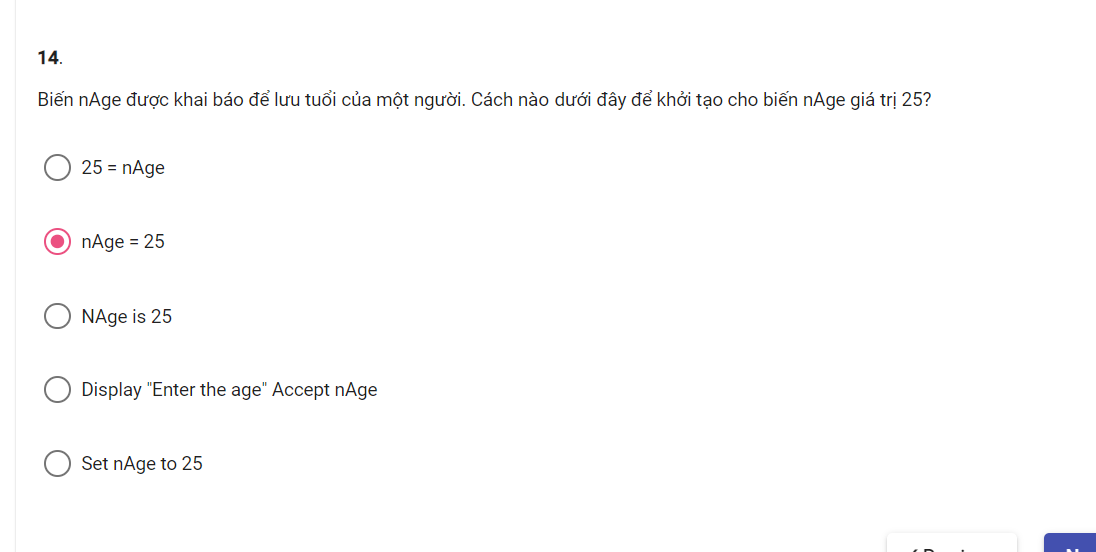 14.
Biến nAge được khai báo để lưu tuổi của một người. Cách nào dưới đây để khởi tạo cho biến nAge giá trị 25?
25 = nAge
nAge = 25
NAge is 25
Display "Enter the age" Accept nAge
Set nAge to 25